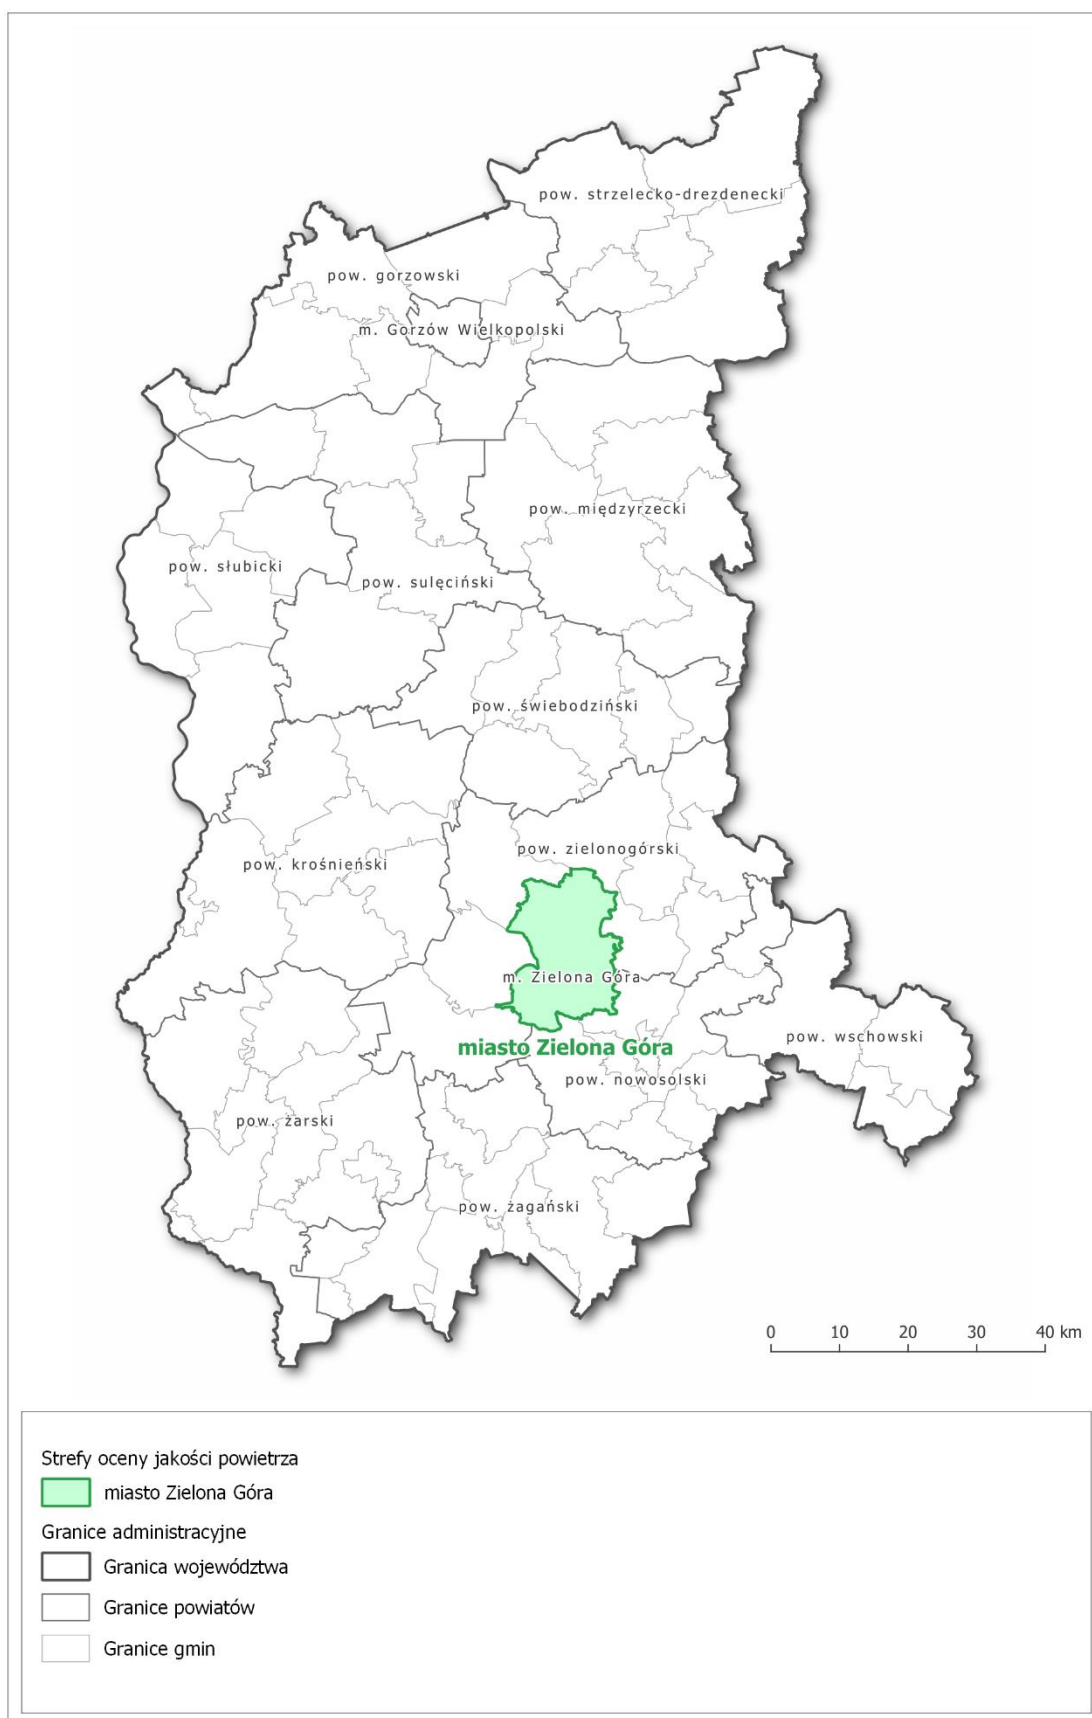 pow. strzelecko-drezdenecki
pow. gorzowski
m. Gorzów Wielkopolski
pow. międzyrzecki
pow. słubicki
pow. sulęciński
pow. świebodziński
pow. zielonogórski
pow. krośnieński
m. Zielona Góra
pow. wschowski
miasto Zielona Góra
pow. nowosolski
pow. żarski
pow. żagański
0 10 20 30 40 km
Strefy oceny jakości powietrza
miasto Zielona Góra
Granice administracyjne
Granica województwa
Granice powiatów
Granice gmin